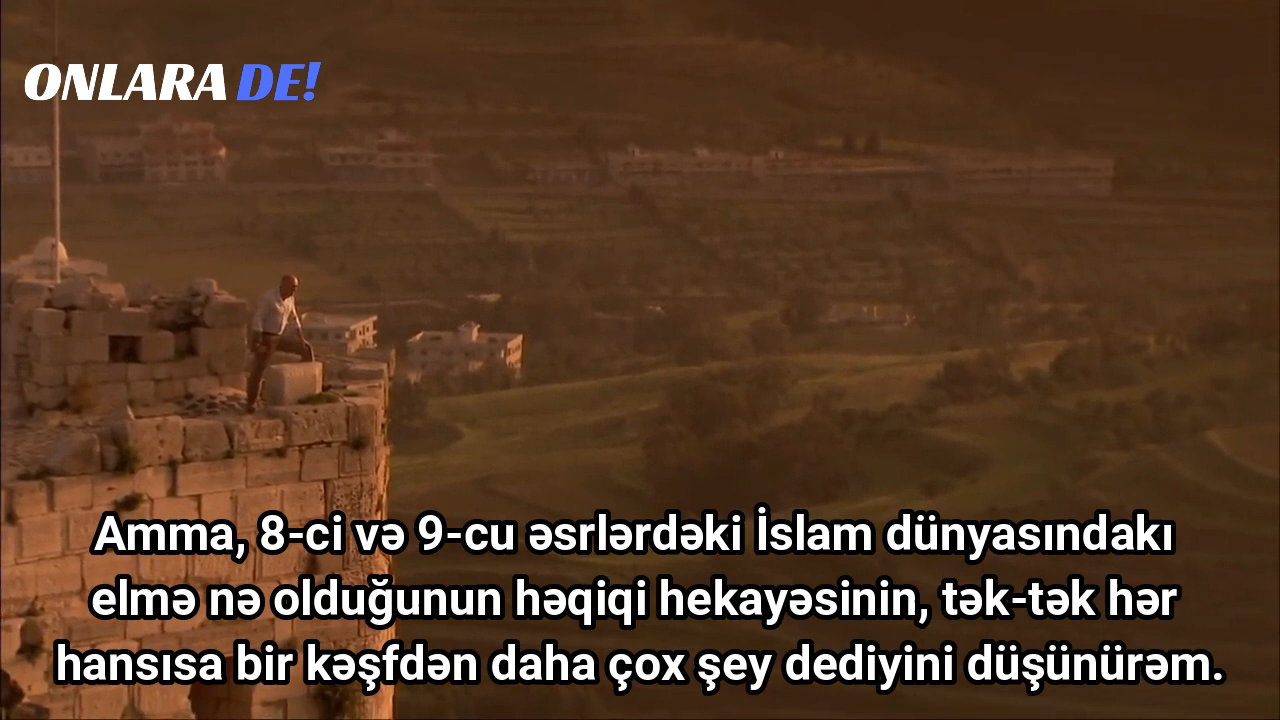 ONLARA DE!
Amma, 8-ci və 9-cu əsrlərdəki İslam dünyasındakı
elmə nə olduğunun həqiqi hekayəsinin, tək-tək hər
hansısa bir kəşfdən daha çox şey dediyini düşünürəm.